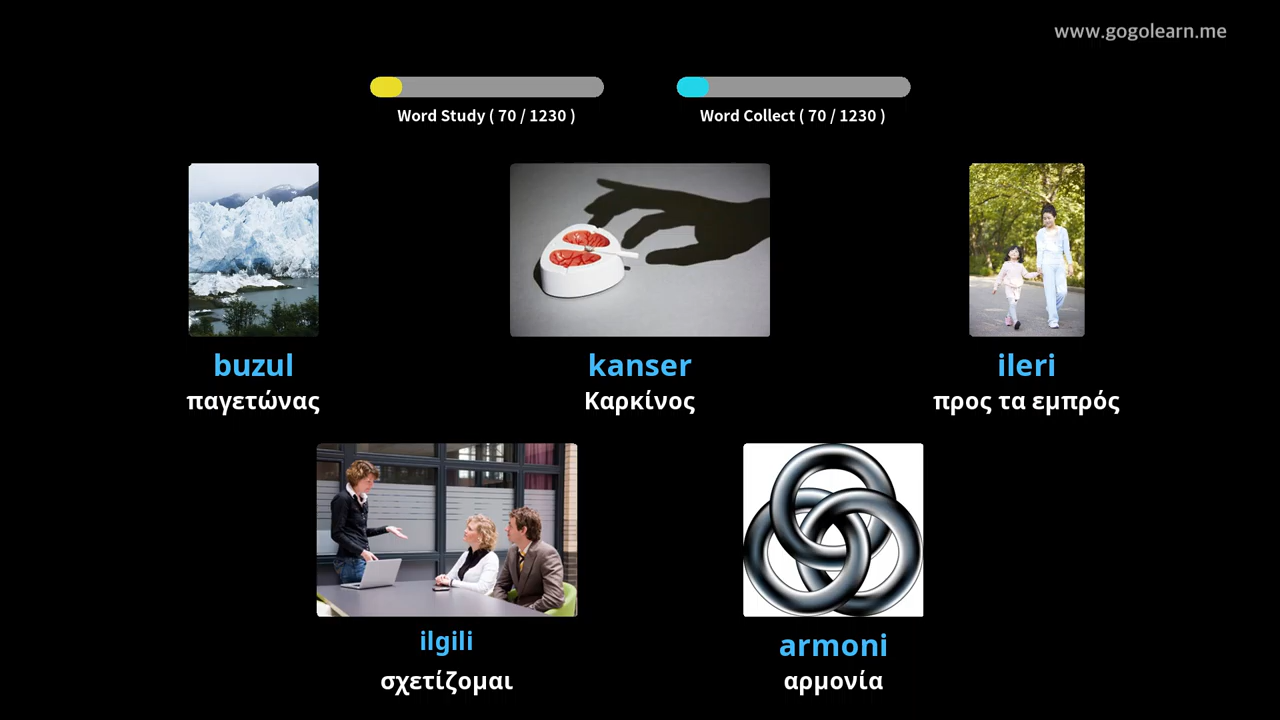 www.gogolearn.me
Word Study ( 70 / 1230 )
Word Collect ( 70 / 1230 )
buzul
παγετώνας
kanser
Καρκίνος
ileri
προς τα εμπρός
ilgili
σχετίζομαι
armoni
αρμονία